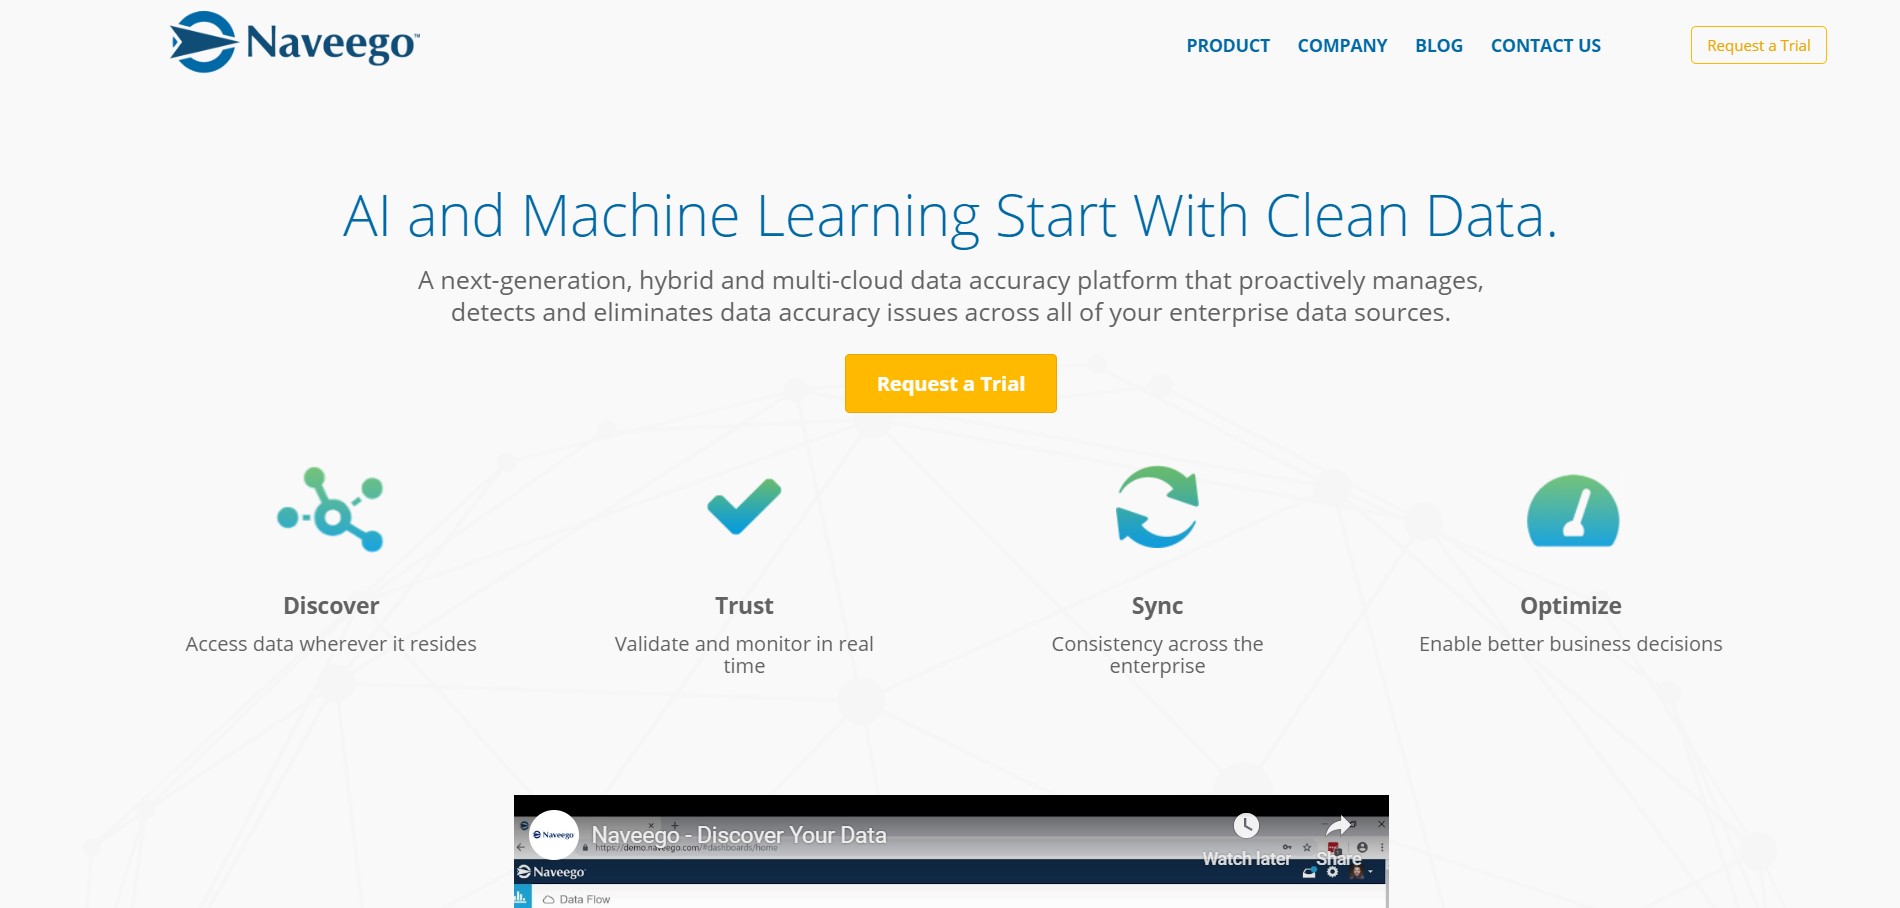 Naveego™
PRODUCT COMPANY BLOG CONTACT US Request a Trial
AI and Machine Learning Start With Clean Data.
A next-generation, hybrid and multi-cloud data accuracy platform that proactively manages,
detects and eliminates data accuracy issues across all of your enterprise data sources.
Request a Trial
Discover
Access data wherever it resides
Trust
Validate and monitor in real
time
Sync
Consistency across the
enterprise
Optimize
Enable better business decisions
Naveego
Naveego - Discover Your Data
https://demo.naveego.com/#dashboards/home
Watch later Share
Naveego
Data Flow